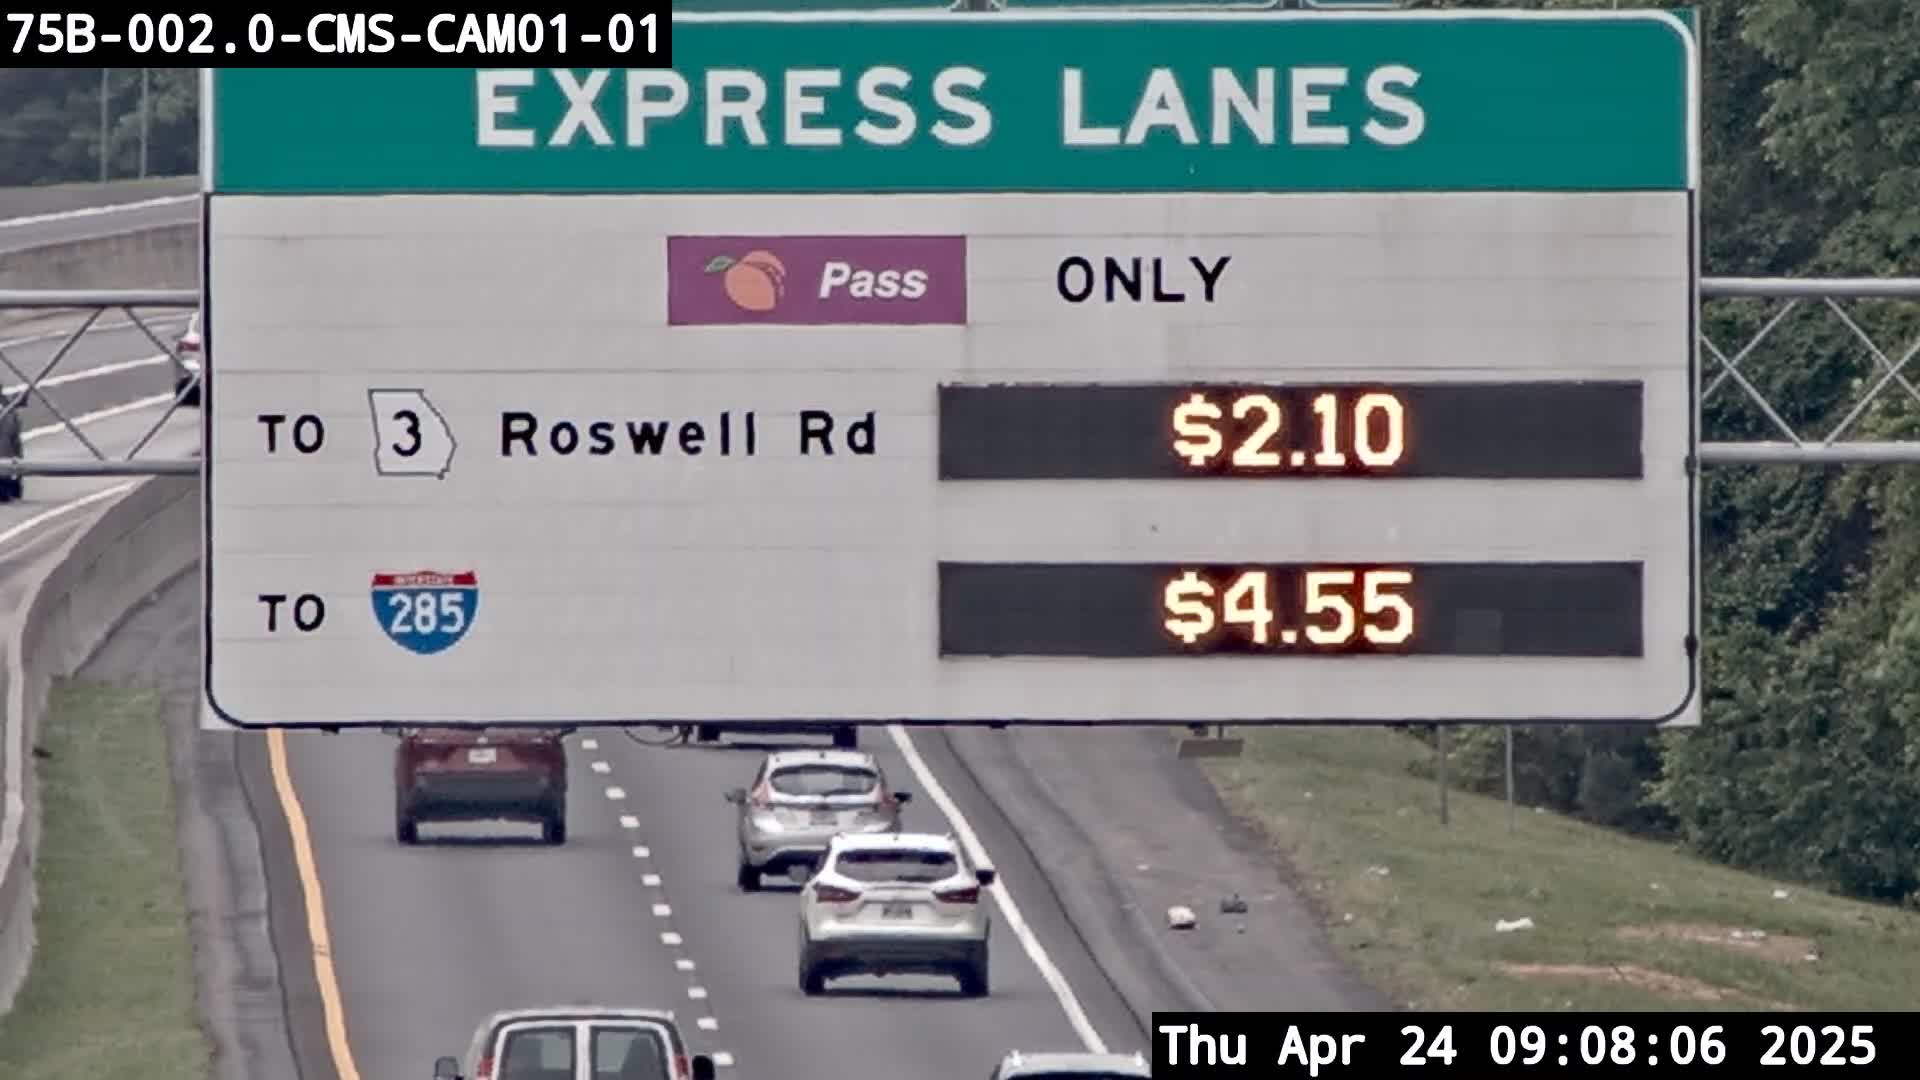 75B-002.0-CMS-CAM01-01
EXPRESS LANES
Pass ONLY
TO 3 Roswell Rd $2.10
TO INTERSTATE 285 $4.55
Thu Apr 24 09:08:06 2025